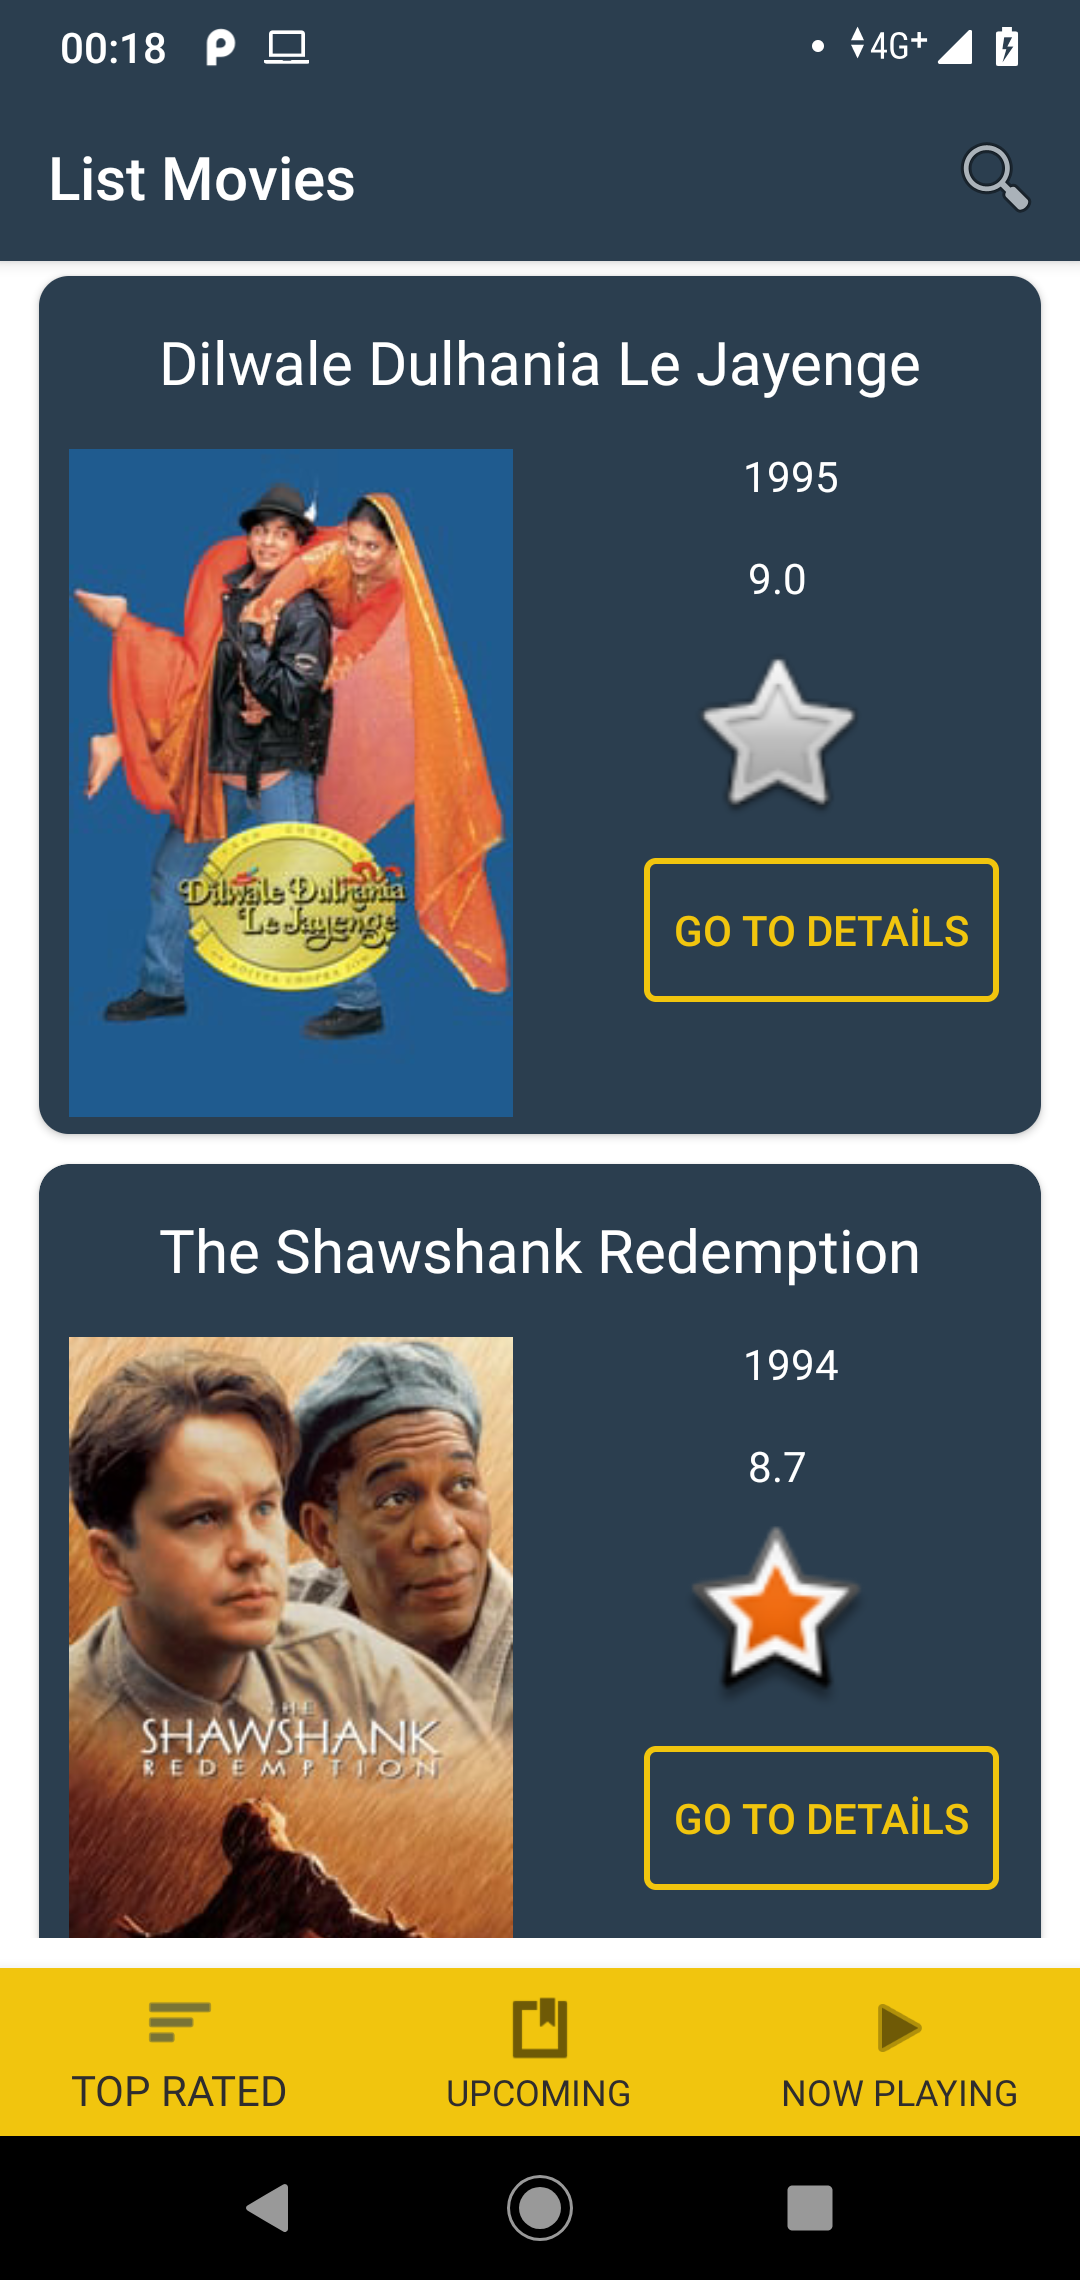 00:18
4G+
List Movies
Dilwale Dulhania Le Jayenge
1995
9.0
Dilwale Dulhania
Le Jayenge
GO TO DETAİLS
The Shawshank Redemption
1994
8.7
THE
SHAWSHANK
REDEMPTION
GO TO DETAİLS
TOP RATED
UPCOMING
NOW PLAYING